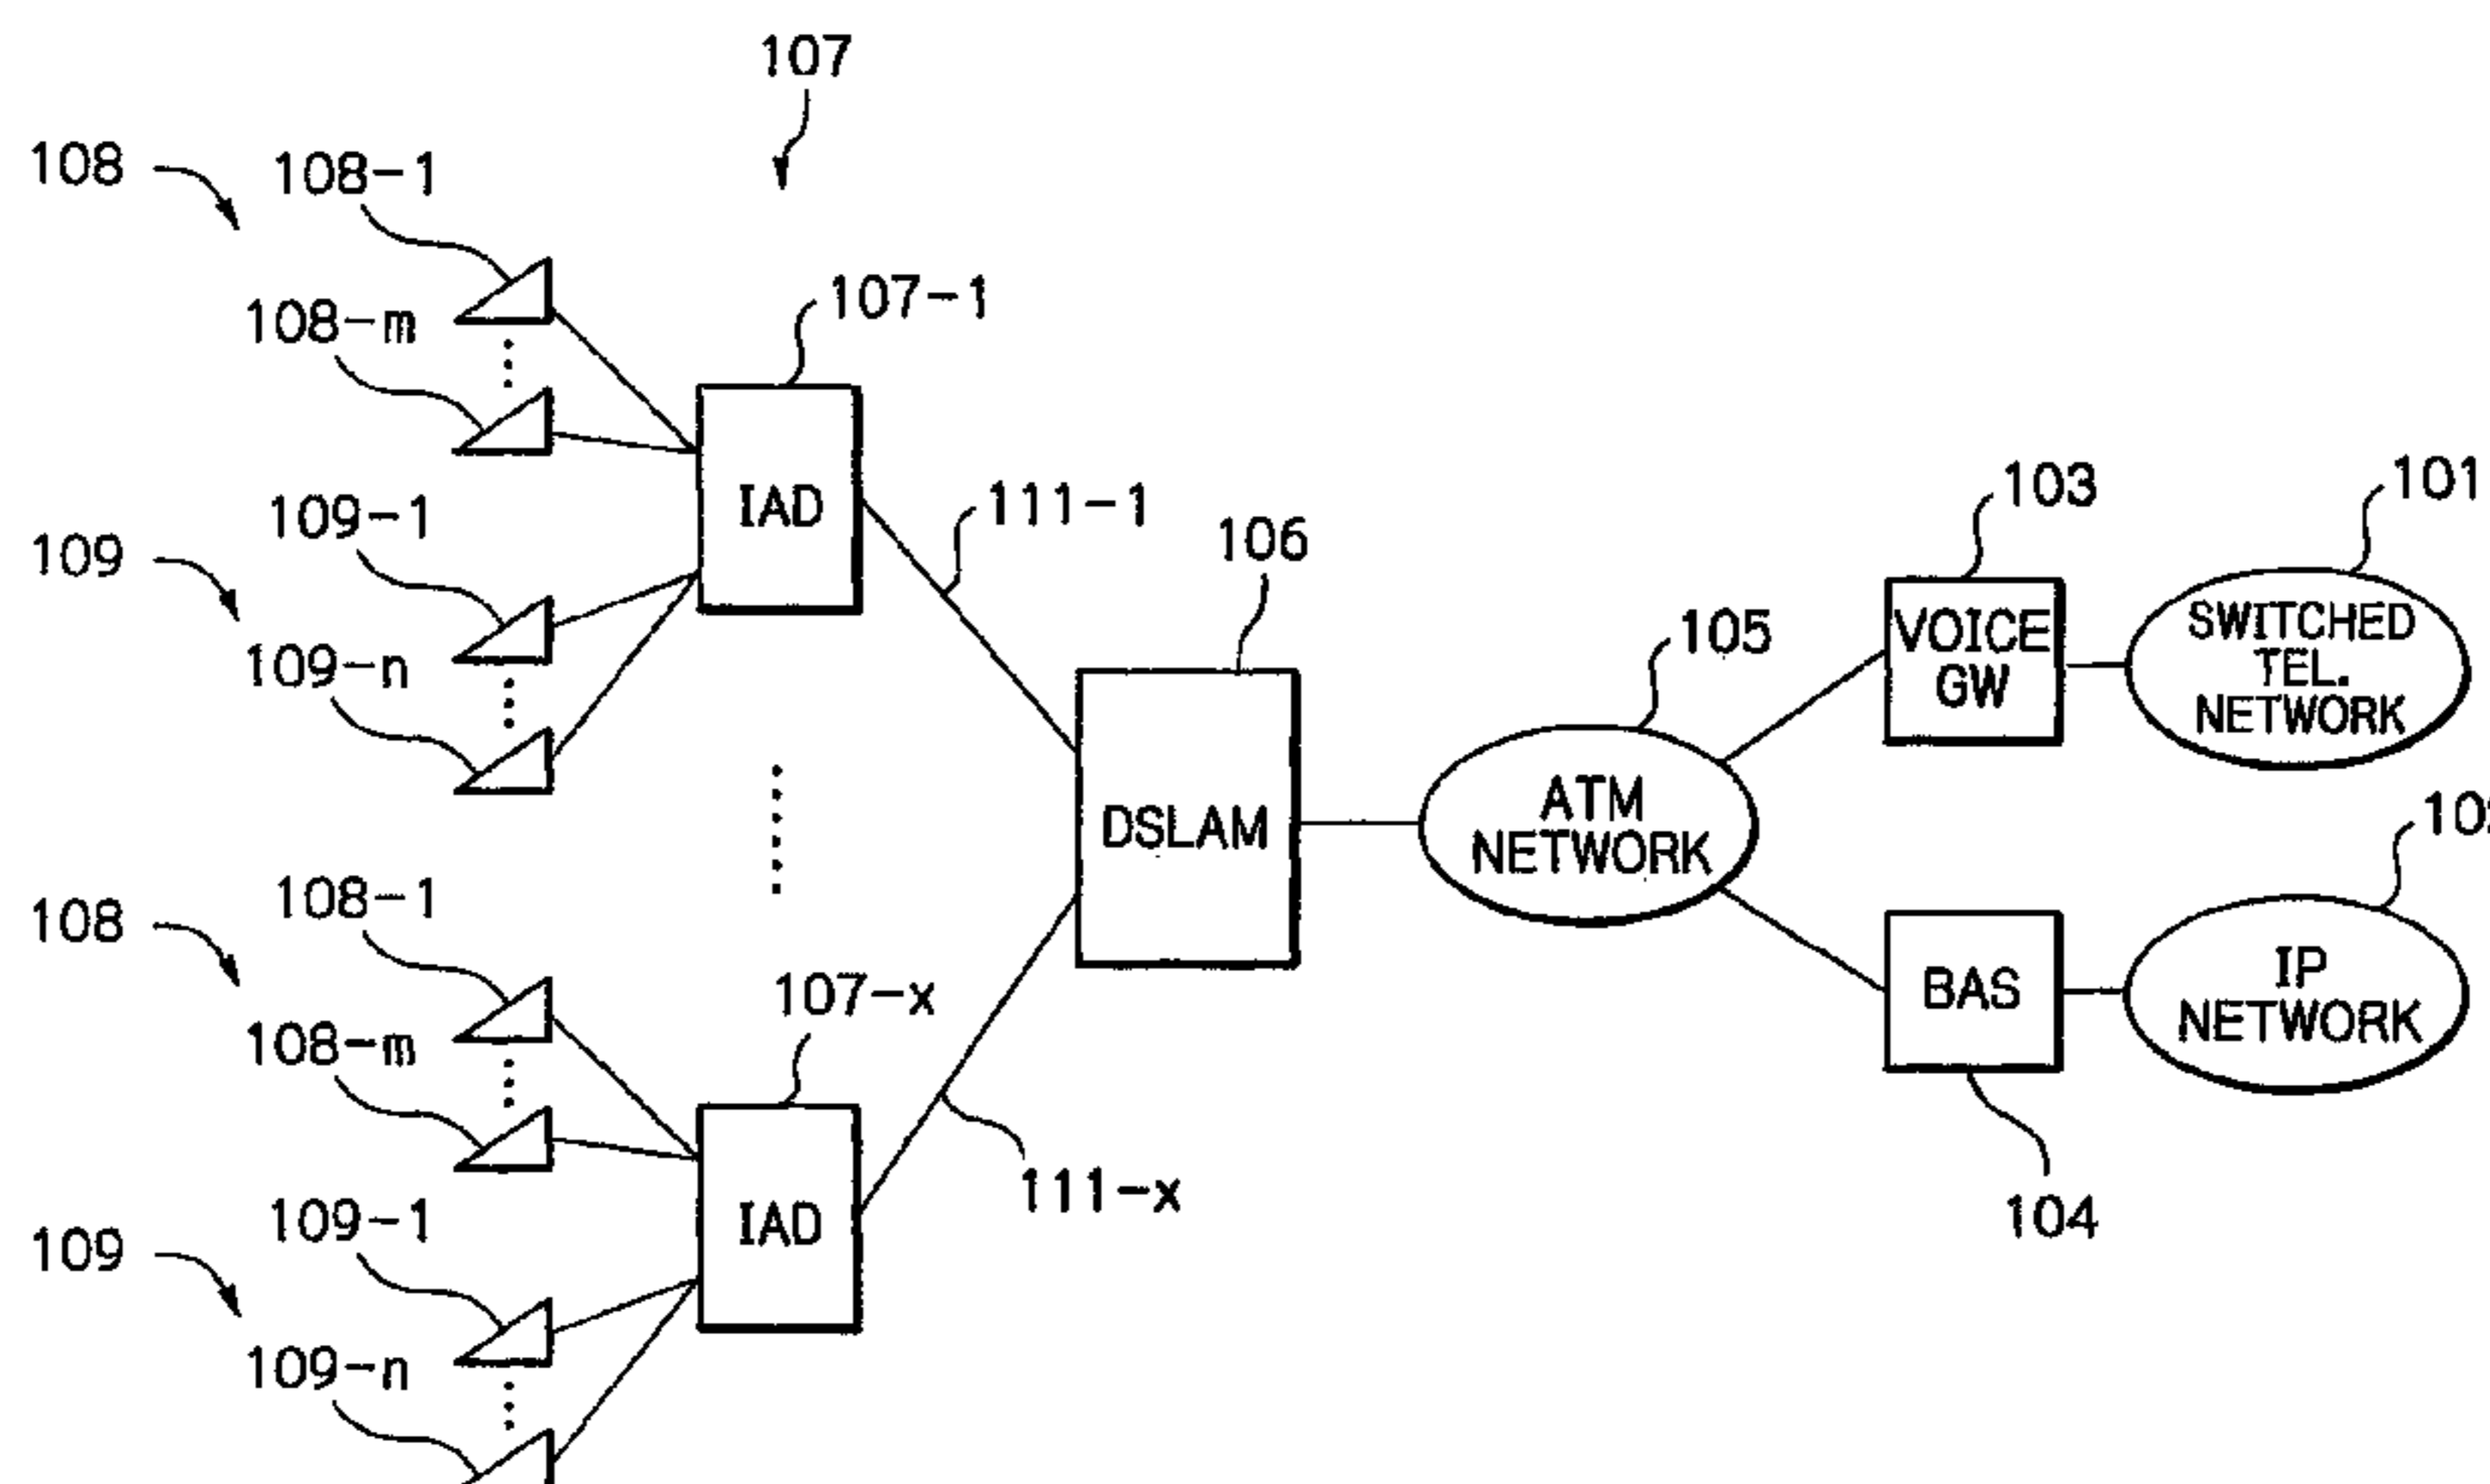 107
108
108-1
108-m
107-1
IAD
109
109-1
109-n
111-1
106
DSLAM
105
ATM
NETWORK
103
VOICE
GW
101
SWITCHED
TEL.
NETWORK
BAS
104
IP
NETWORK
108
108-1
108-m
107-x
IAD
111-x
109
109-1
109-n